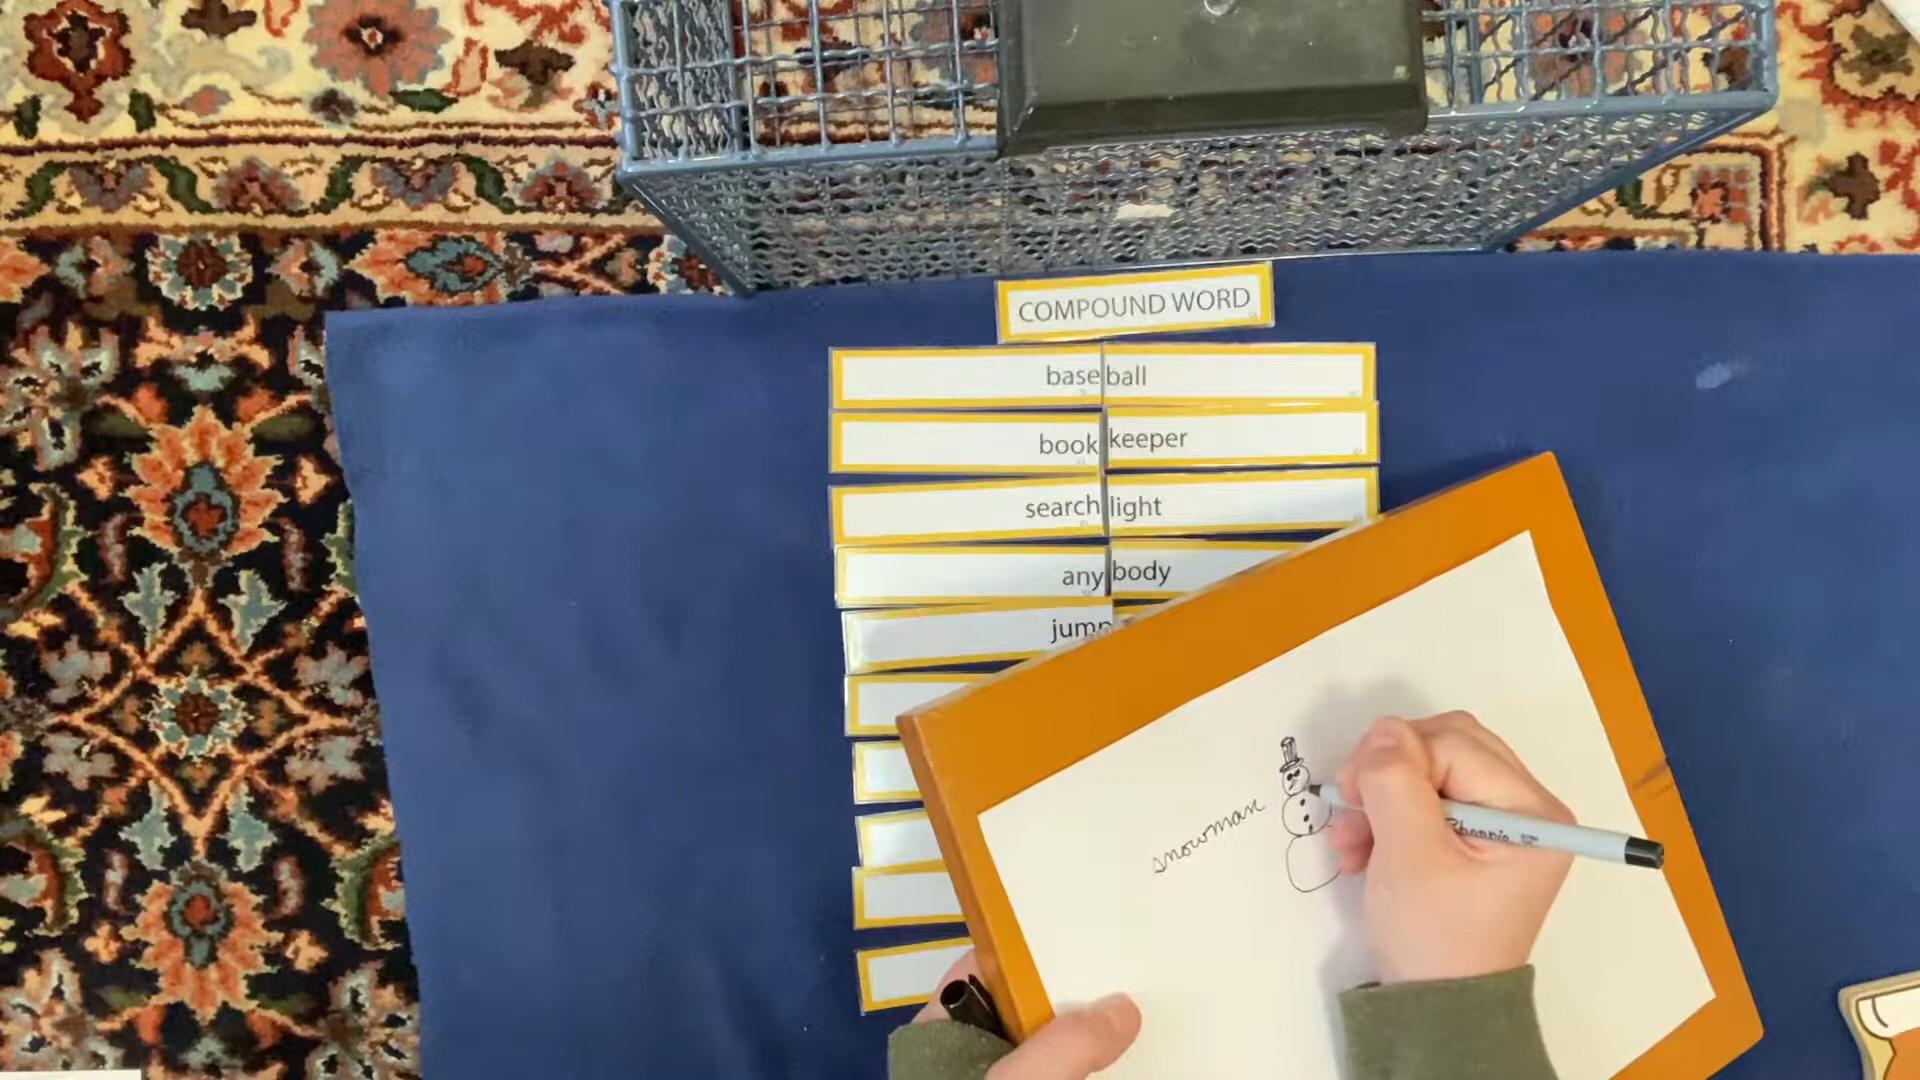 COMPOUND WORD
base ball
book keeper
search light
any body
jump
snowman
Sharpie